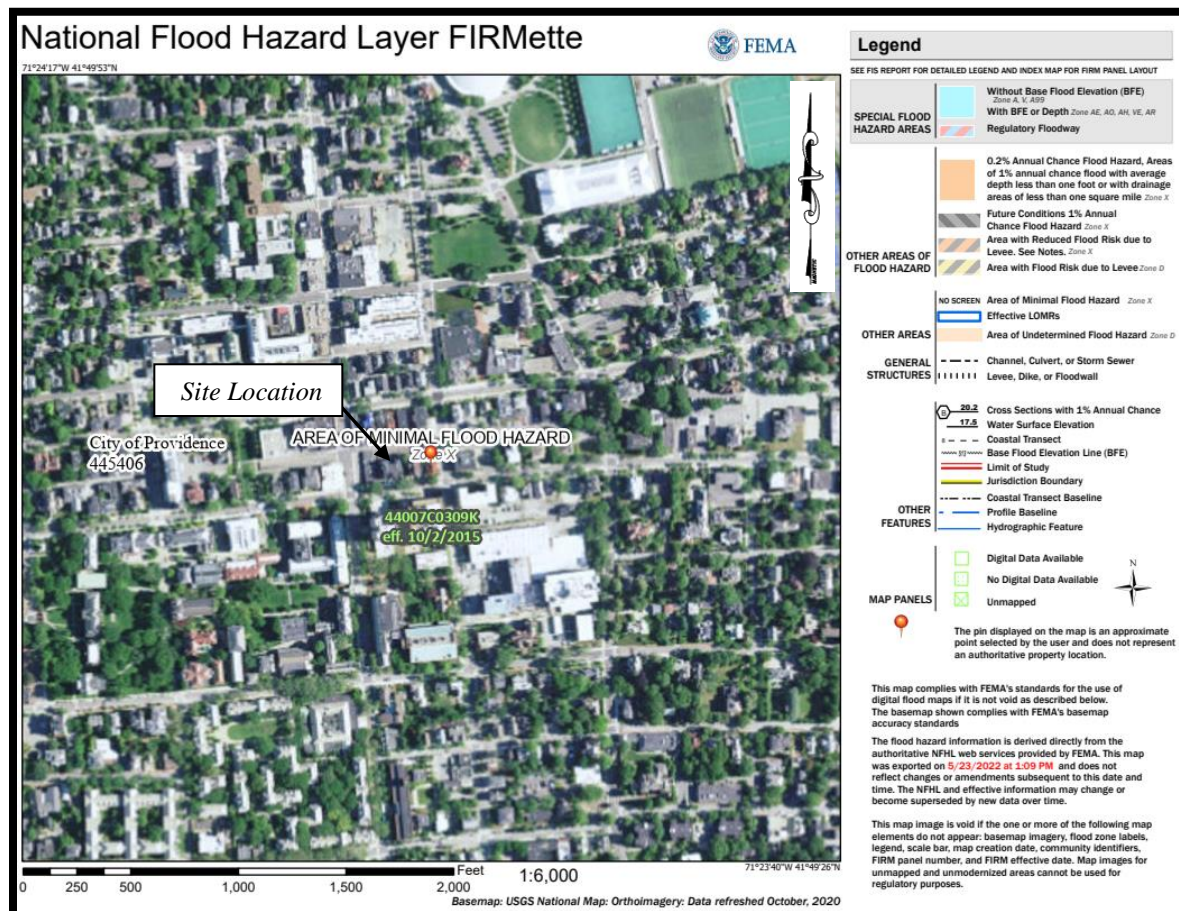 National Flood Hazard Layer FIRMette
FEMA
71°24'17"W 41°49'53"N
Site Location
City of Providence
445406
AREA OF MINIMAL FLOOD HAZARD
Zone X
44007C0309K
eff. 10/2/2015
71°23'40"W 41°49'26"N
0 250 500 1,000 1,500 2,000 Feet 1:6,000
Basemap: USGS National Map: Orthoimagery: Data refreshed October, 2020
Legend
SEE FIS REPORT FOR DETAILED LEGEND AND INDEX MAP FOR FIRM PANEL LAYOUT
SPECIAL FLOOD
HAZARD AREAS
Without Base Flood Elevation (BFE)
Zone A, V, A99
With BFE or Depth Zone AE, AO, AH, VE, AR
Regulatory Floodway
OTHER AREAS OF
FLOOD HAZARD
0.2% Annual Chance Flood Hazard, Areas
of 1% annual chance flood with average
depth less than one foot or with drainage
areas of less than one square mile Zone X
Future Conditions 1% Annual
Chance Flood Hazard Zone X
Area with Reduced Flood Risk due to
Levee. See Notes. Zone X
Area with Flood Risk due to Levee Zone D
OTHER AREAS
NO SCREEN Area of Minimal Flood Hazard Zone X
Effective LOMRs
Area of Undetermined Flood Hazard Zone D
GENERAL
STRUCTURES
Channel, Culvert, or Storm Sewer
Levee, Dike, or Floodwall
OTHER
FEATURES
B 20.2 Cross Sections with 1% Annual Chance
17.5 Water Surface Elevation
8 Coastal Transect
513 Base Flood Elevation Line (BFE)
Limit of Study
Jurisdiction Boundary
Coastal Transect Baseline
Profile Baseline
Hydrographic Feature
MAP PANELS
Digital Data Available
No Digital Data Available
Unmapped
N
The pin displayed on the map is an approximate
point selected by the user and does not represent
an authoritative property location.
This map complies with FEMA's standards for the use of
digital flood maps if it is not void as described below.
The basemap shown complies with FEMA's basemap
accuracy standards
The flood hazard information is derived directly from the
authoritative NFHL web services provided by FEMA. This map
was exported on 5/23/2022 at 1:09 PM and does not
reflect changes or amendments subsequent to this date and
time. The NFHL and effective information may change or
become superseded by new data over time.
This map image is void if the one or more of the following map
elements do not appear: basemap imagery, flood zone labels,
legend, scale bar, map creation date, community identifiers,
FIRM panel number, and FIRM effective date. Map images for
unmapped and unmodernized areas cannot be used for
regulatory purposes.